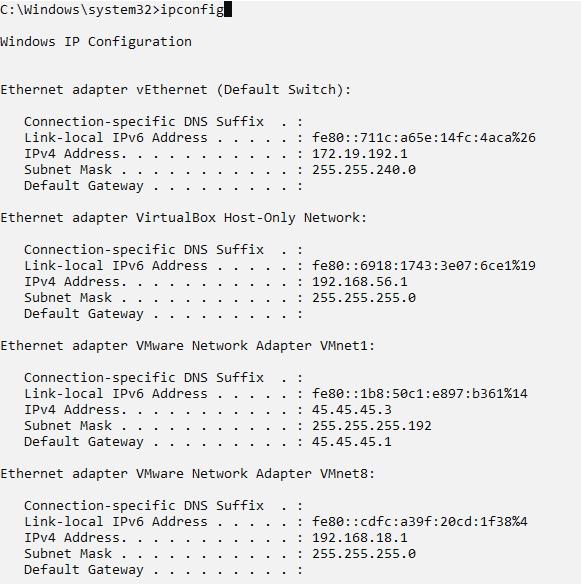 C:\Windows\system32>ipconfig
Windows IP Configuration
Ethernet adapter vEthernet (Default Switch):
Connection-specific DNS Suffix  . :
Link-local IPv6 Address . . . . . : fe80::711c:a65e:14fc:4aca%26
IPv4 Address. . . . . . . . . . . : 172.19.192.1
Subnet Mask . . . . . . . . . . . : 255.255.240.0
Default Gateway . . . . . . . . . :
Ethernet adapter VirtualBox Host-Only Network:
Connection-specific DNS Suffix  . :
Link-local IPv6 Address . . . . . : fe80::6918:1743:3e07:6ce1%19
IPv4 Address. . . . . . . . . . . : 192.168.56.1
Subnet Mask . . . . . . . . . . . : 255.255.255.0
Default Gateway . . . . . . . . . :
Ethernet adapter VMware Network Adapter VMnet1:
Connection-specific DNS Suffix  . :
Link-local IPv6 Address . . . . . : fe80::1b8:50c1:e897:b361%14
IPv4 Address. . . . . . . . . . . : 45.45.45.3
Subnet Mask . . . . . . . . . . . : 255.255.255.192
Default Gateway . . . . . . . . . : 45.45.45.1
Ethernet adapter VMware Network Adapter VMnet8:
Connection-specific DNS Suffix  . :
Link-local IPv6 Address . . . . . : fe80::cdfc:a39f:20cd:1f38%4
IPv4 Address. . . . . . . . . . . : 192.168.18.1
Subnet Mask . . . . . . . . . . . : 255.255.255.0
Default Gateway . . . . . . . . . :